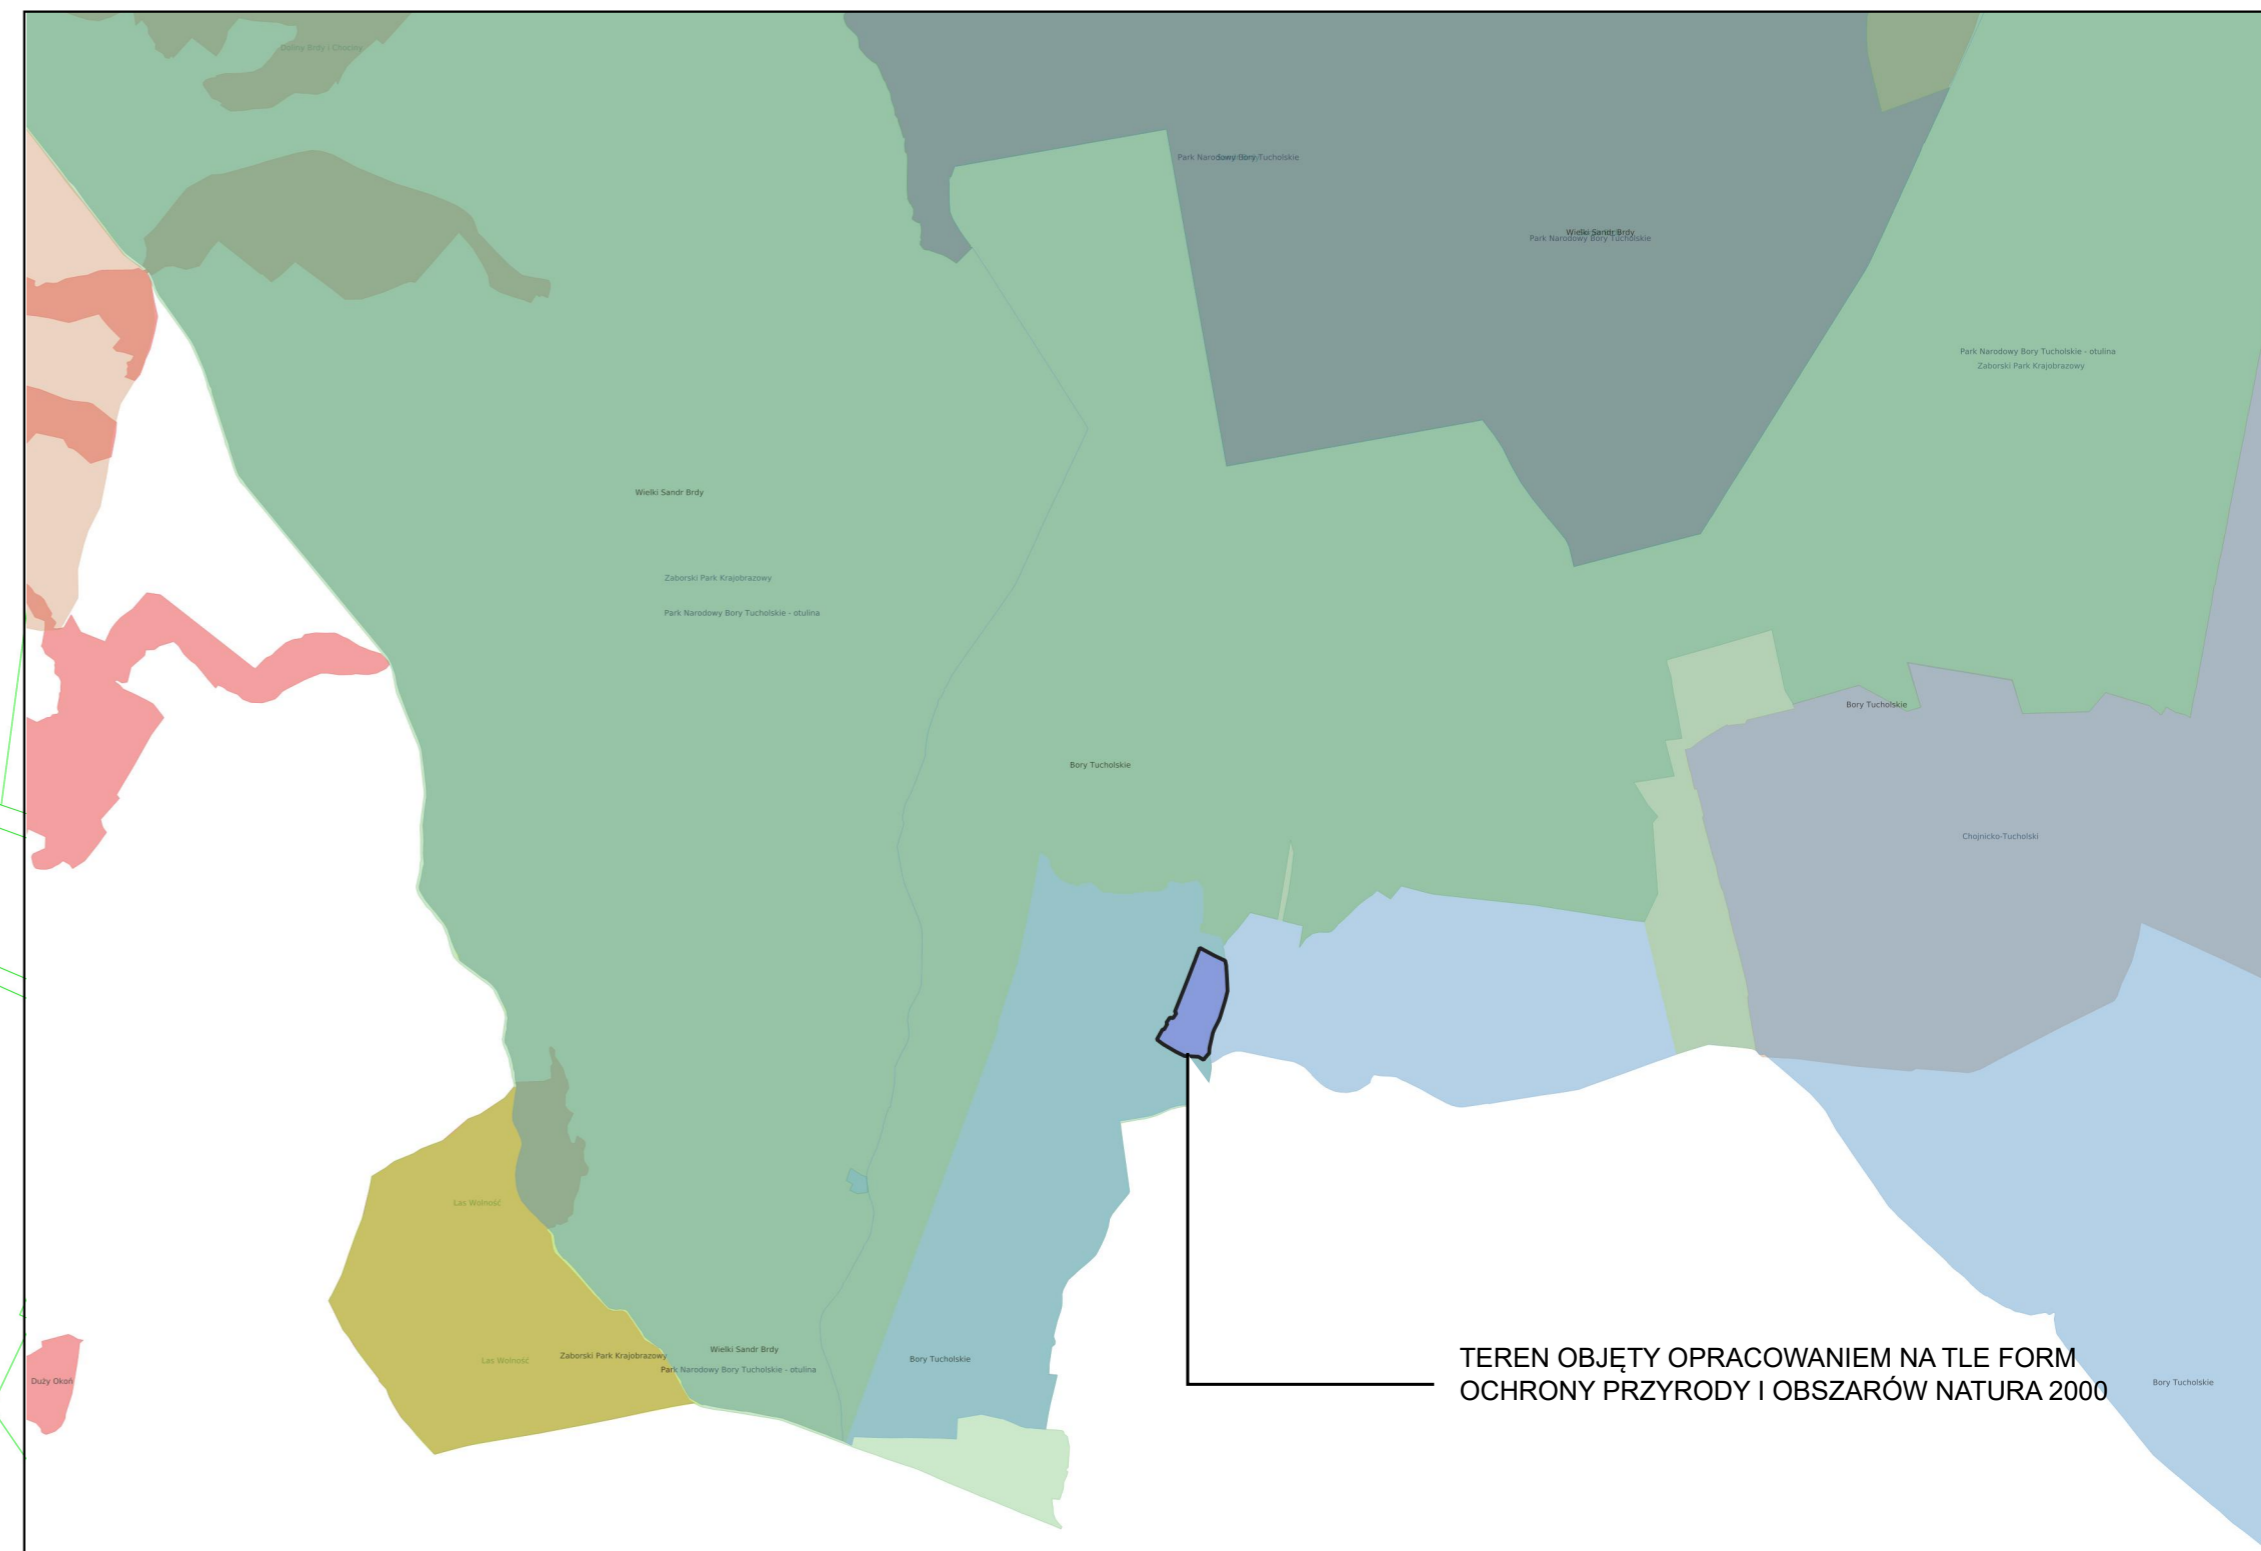 Doliny Brdy i Chociny
Park Narodowy Bory Tucholskie
Wielki Sandr Brdy
Park Narodowy Bory Tucholskie
Park Narodowy Bory Tucholskie - otulina
Zaborski Park Krajobrazowy
Wielki Sandr Brdy
Zaborski Park Krajobrazowy
Park Narodowy Bory Tucholskie - otulina
Bory Tucholskie
Bory Tucholskie
Chojnicko-Tucholski
Las Wolność
Las Wolność
Zaborski Park Krajobrazowy
Wielki Sandr Brdy
Park Narodowy Bory Tucholskie - otulina
Bory Tucholskie
Duży Okoń
TEREN OBJĘTY OPRACOWANIEM NA TLE FORM
OCHRONY PRZYRODY I OBSZARÓW NATURA 2000
Bory Tucholskie